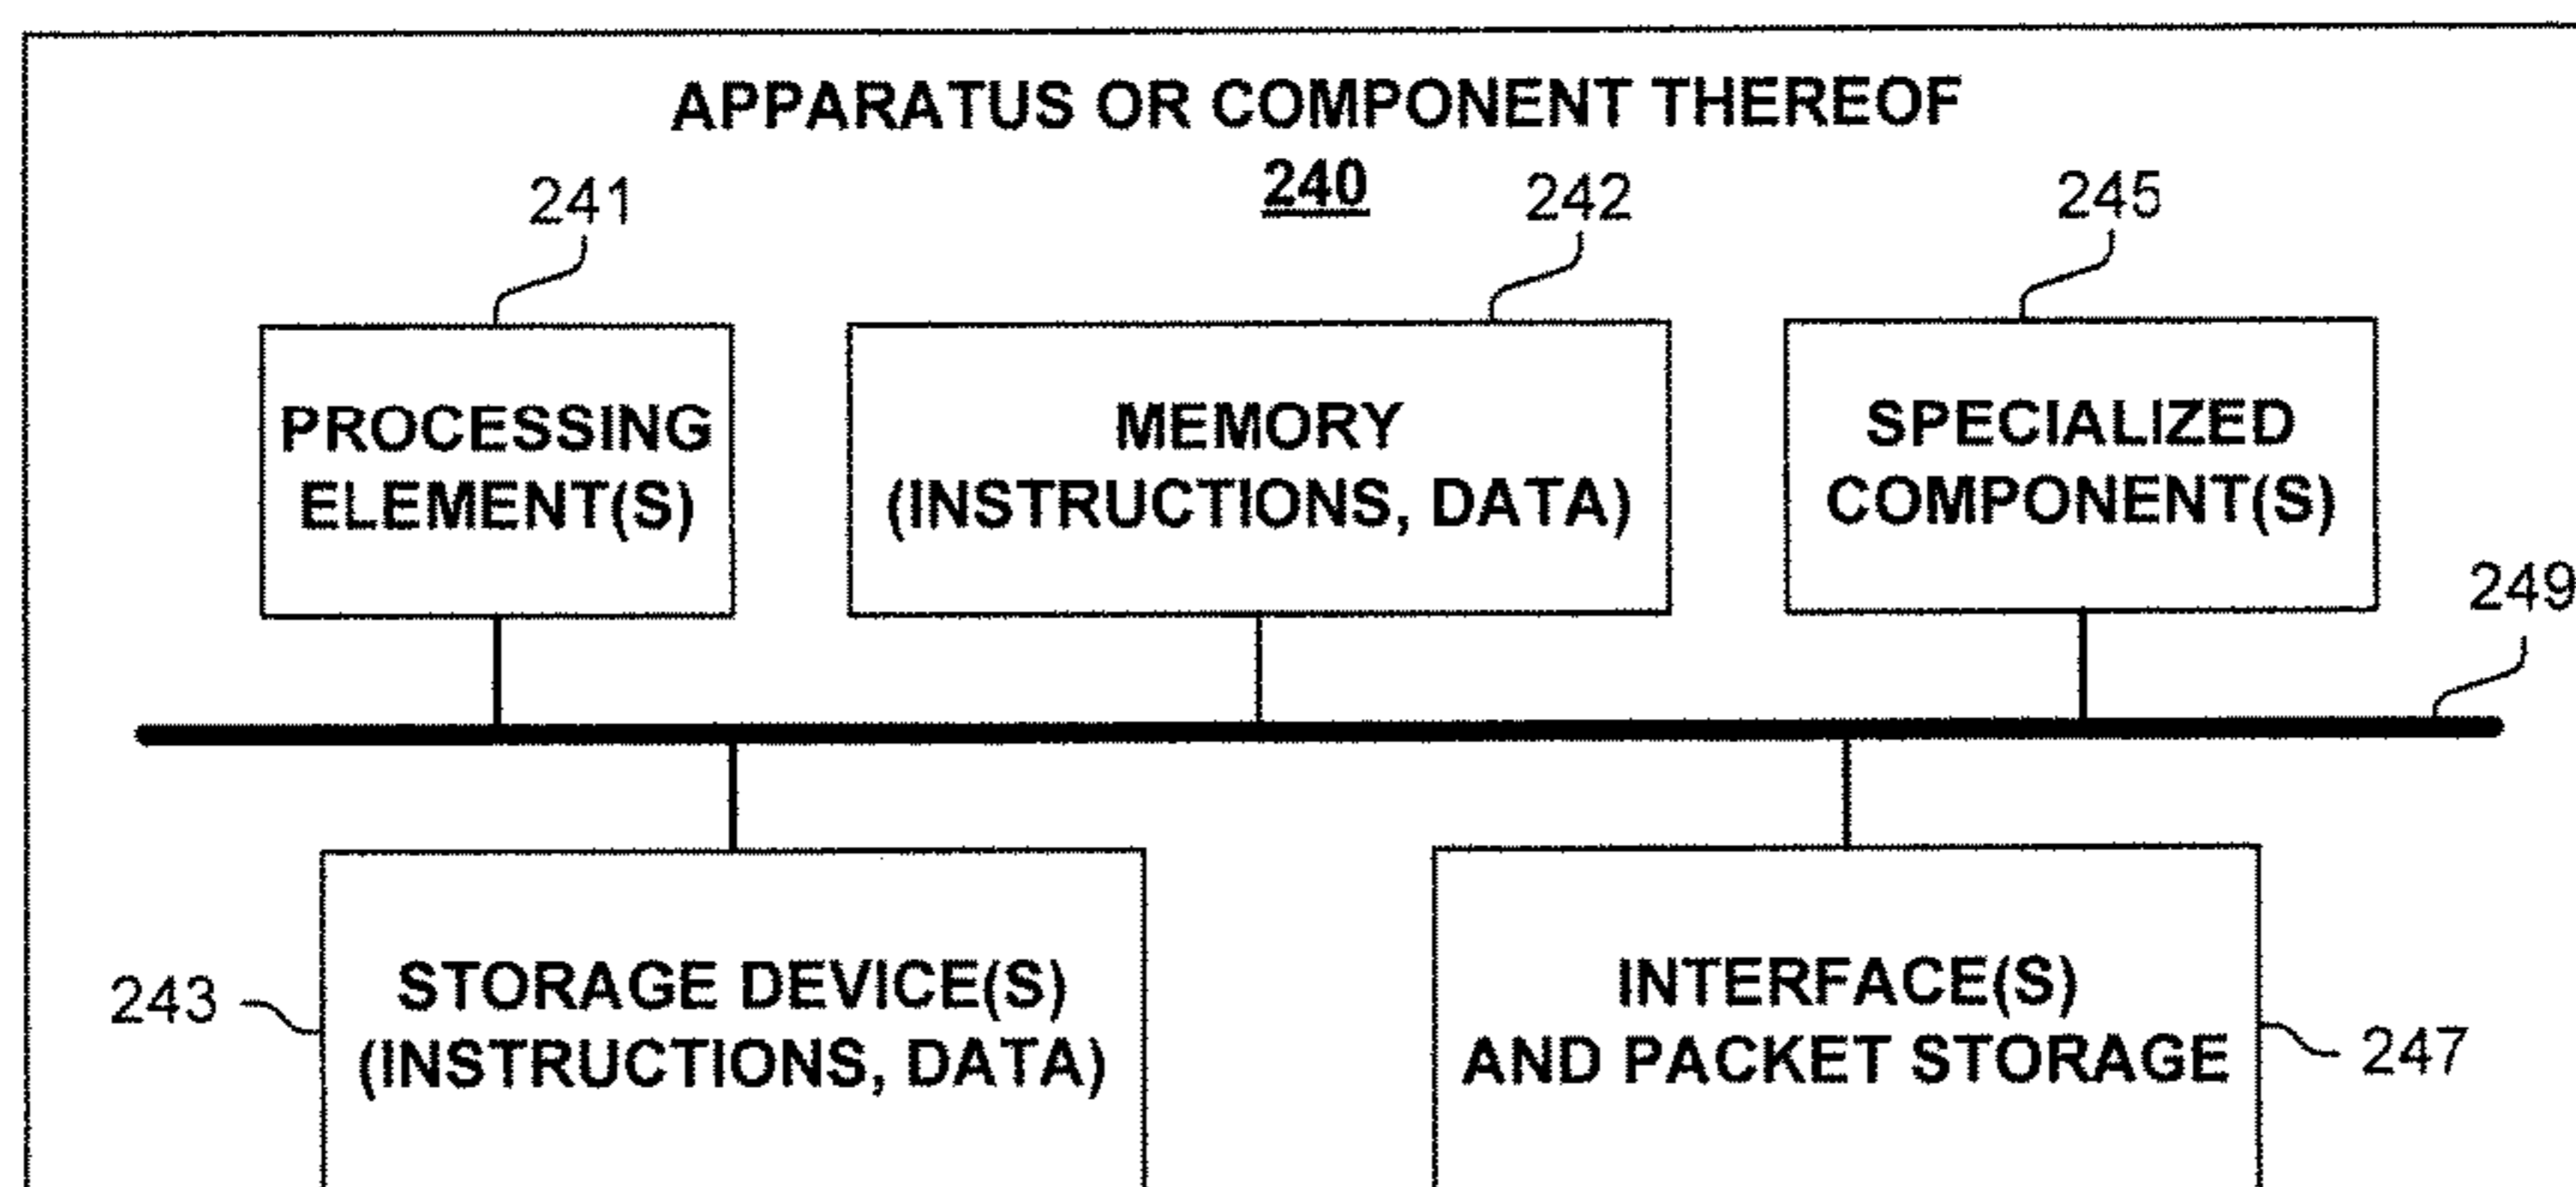 APPARATUS OR COMPONENT THEREOF
240
241
242
245
PROCESSING
ELEMENT(S)
MEMORY
(INSTRUCTIONS, DATA)
SPECIALIZED
COMPONENT(S)
249
243
STORAGE DEVICE(S)
(INSTRUCTIONS, DATA)
INTERFACE(S)
AND PACKET STORAGE
247